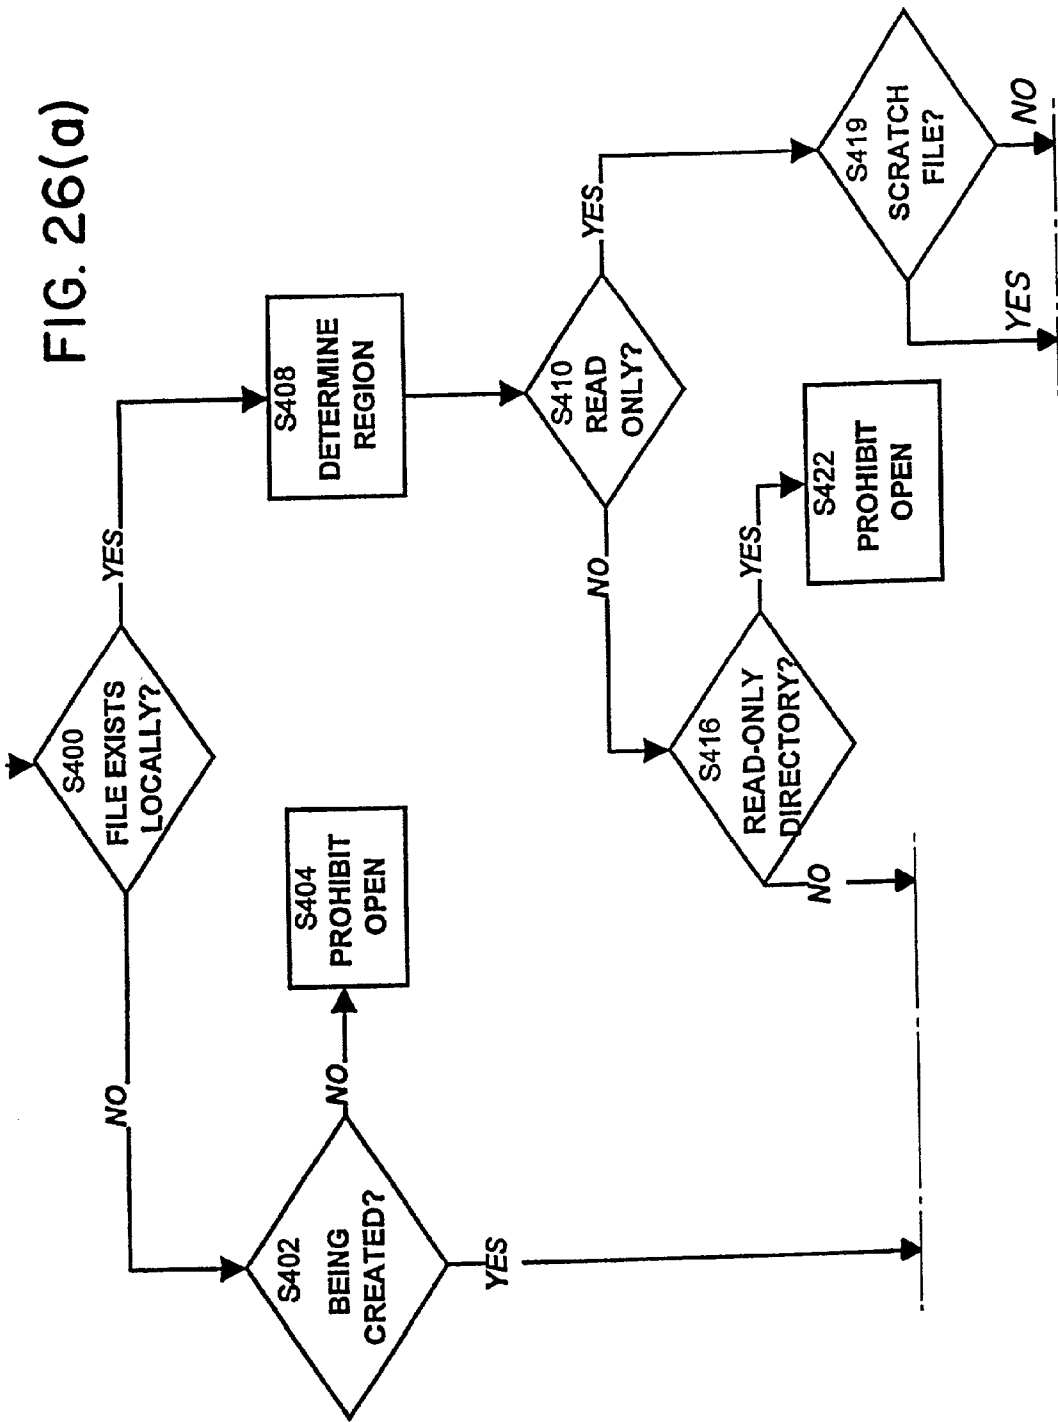 FIG. 26(a)
S400
FILE EXISTS
LOCALLY?
NO
YES
S402
BEING
CREATED?
NO
YES
S404
PROHIBIT
OPEN
S408
DETERMINE
REGION
S410
READ
ONLY?
NO
YES
S416
READ-ONLY
DIRECTORY?
NO
YES
S422
PROHIBIT
OPEN
S419
SCRATCH
FILE?
YES
NO